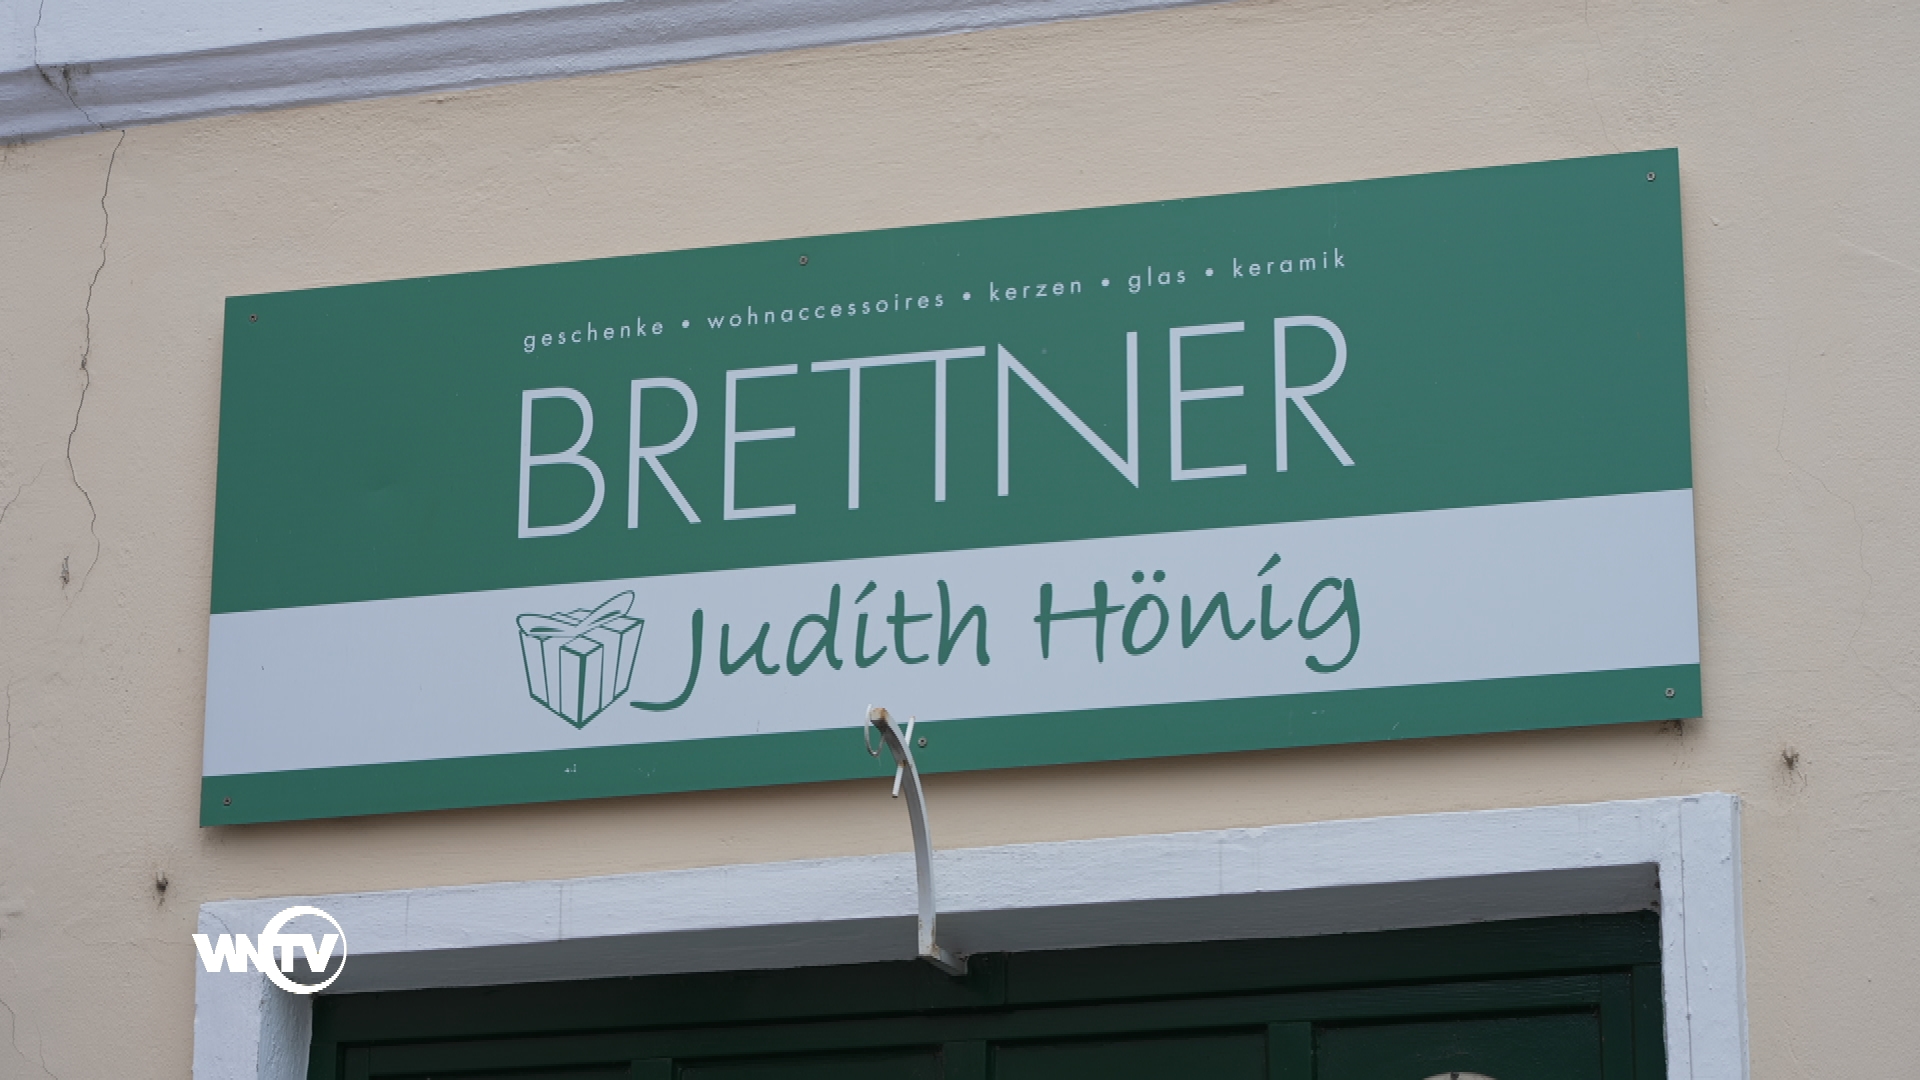 geschenke • wohnaccessoires • kerzen • glas • keramik
BRETTNER
Judith Hönig
WNTV